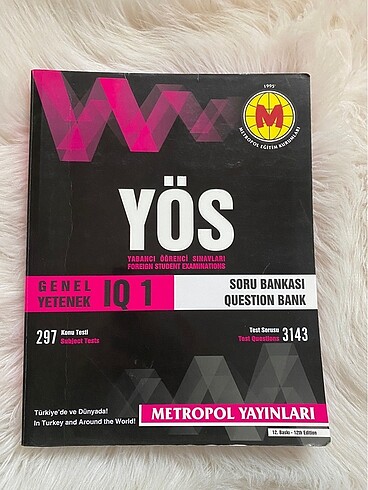 1995
M
METROPOL EĞİTİM KURUMLARI
YÖS
YABANCI ÖĞRENCİ SINAVLARI
FOREIGN STUDENT EXAMINATIONS
GENEL
YETENEK
IQ 1
SORU BANKASI
QUESTION BANK
297 Konu Testi
Subject Tests
Test Sorusu
Test Questions 3143
Türkiye'de ve Dünyada!
In Turkey and Around the World!
METROPOL YAYINLARI
12. Baskı - 12th Edition